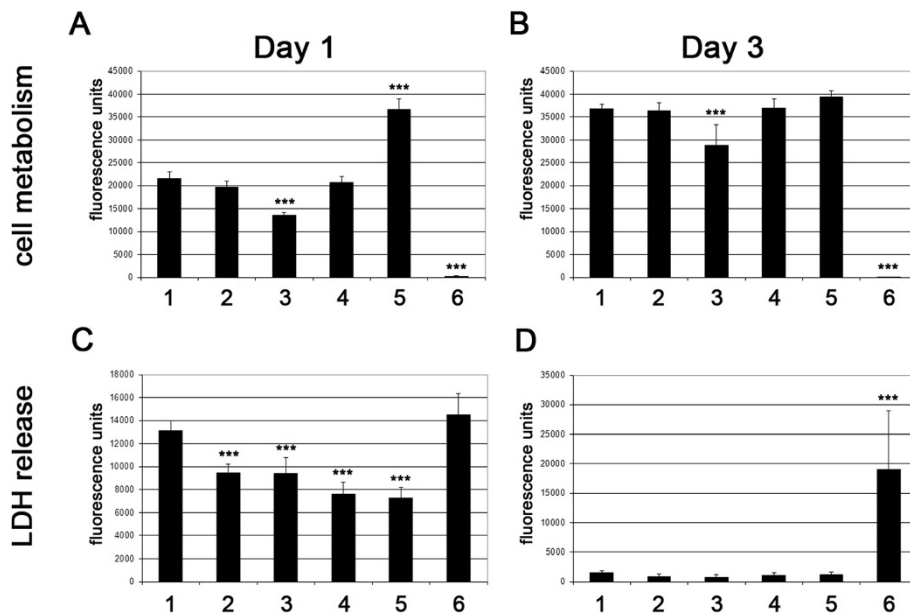 A
Day 1
cell metabolism
fluorescence units
45000
40000
35000
30000
25000
20000
15000
10000
5000
0
***
***
***
1 2 3 4 5 6
B
Day 3
fluorescence units
45000
40000
35000
30000
25000
20000
15000
10000
5000
0
***
***
1 2 3 4 5 6
C
LDH release
fluorescence units
18000
16000
14000
12000
10000
8000
6000
4000
2000
0
*** *** *** ***
1 2 3 4 5 6
D
fluorescence units
35000
30000
25000
20000
15000
10000
5000
0
***
1 2 3 4 5 6